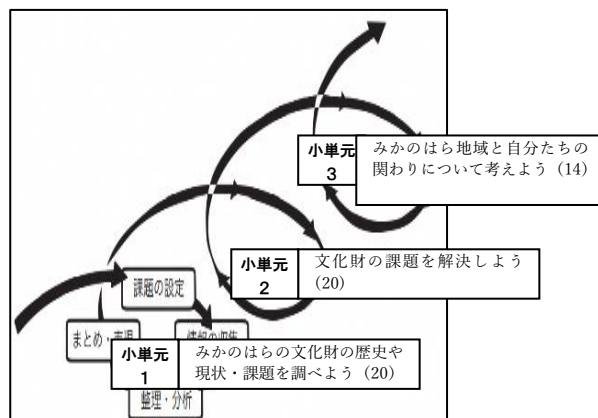 小単元
3
みかのはら地域と自分たちの
関わりについて考えよう（14）
小単元
2
文化財の課題を解決しよう
（20）
課題の設定
まとめ・
小単元
1
みかのはらの文化財の歴史や
現状・課題を調べよう（20）
整理・分析